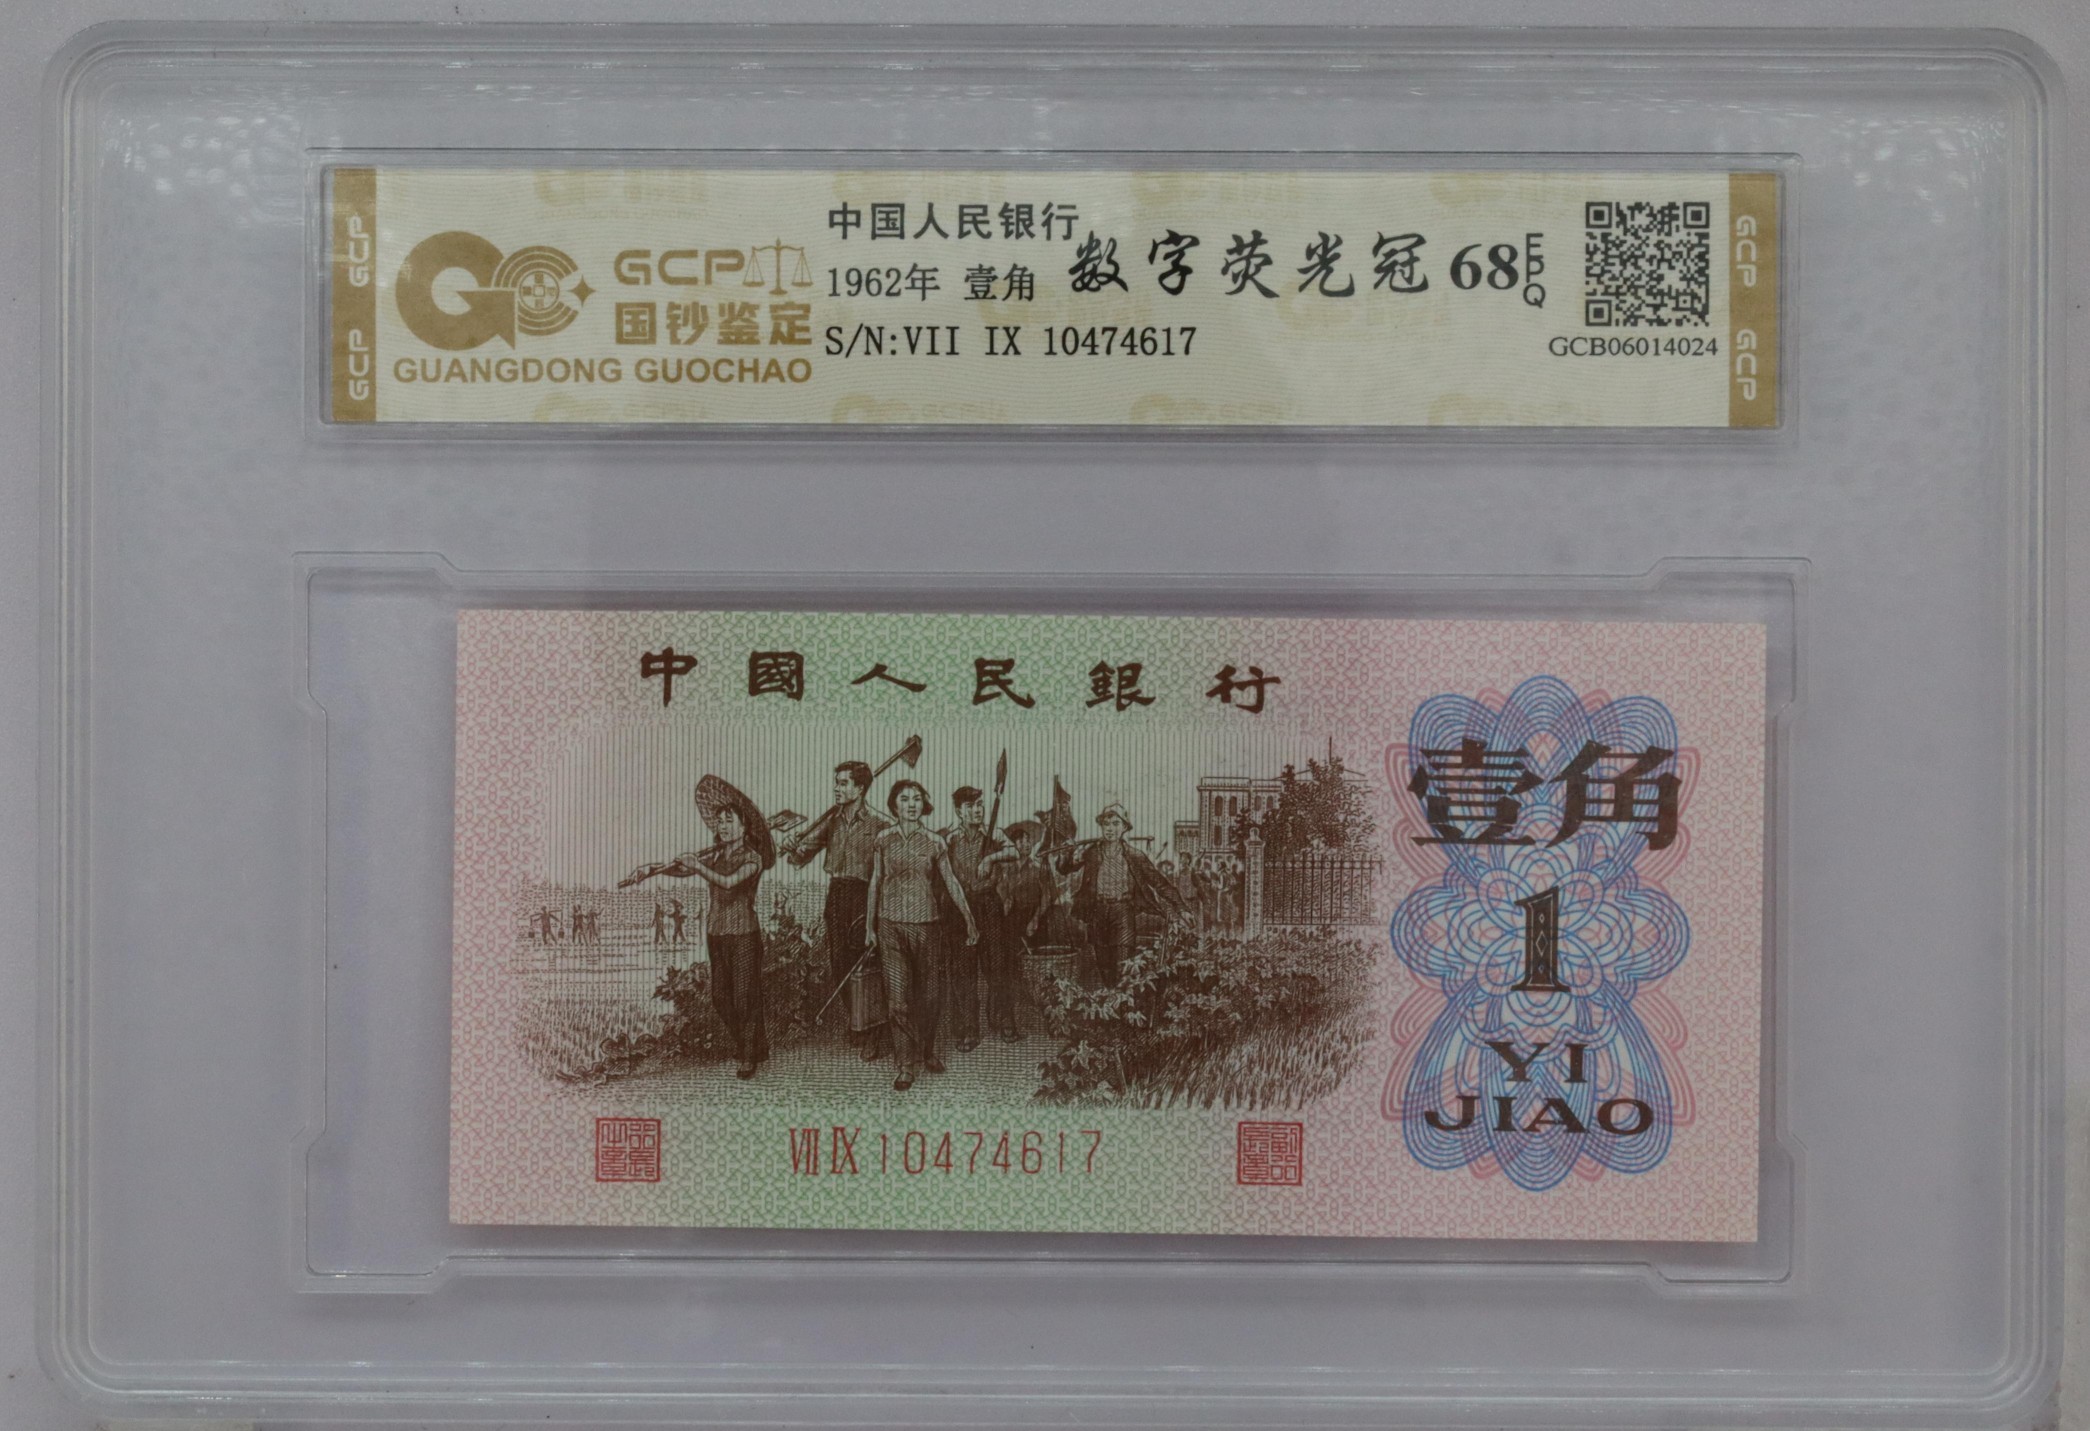 GCP
GCP
GCP
国钞鉴定
GUANGDONG GUOCHAO
中国人民银行
1962年 壹角
S/N:VII IX 10474617
数字荧光冠 68 EPQ
GCB06014024
GCP
GCP
中國人民銀行
壹角
1
YI
JIAO
VII IX 10474617